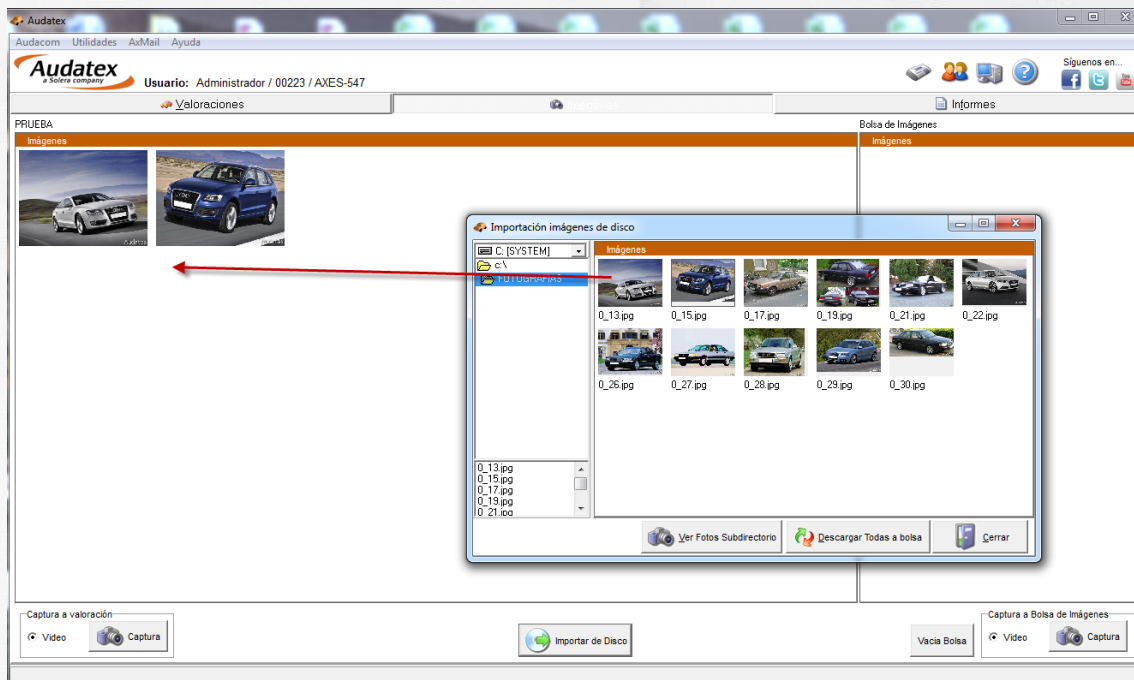 Audatex
Audacom Utilidades AxMail Ayuda
Audatex
a Solera company
Usuario: Administrador / 00223 / AXES-547
Síguenos en...
Valoraciones
Informes
PRUEBA
Bolsa de Imágenes
Imágenes
Imágenes
Importación imágenes de disco
C: [SYSTEM]
c:\
FOTOGRAFIAS
Imágenes
0_13.jpg 0_15.jpg 0_17.jpg 0_19.jpg 0_21.jpg 0_22.jpg
0_26.jpg 0_27.jpg 0_28.jpg 0_29.jpg 0_30.jpg
0_13.jpg
0_15.jpg
0_17.jpg
0_19.jpg
0_21.jpg
Ver Fotos Subdirectorio
Descargar Todas a bolsa
Cerrar
Captura a valoración
Video
Captura
Importar de Disco
Vacia Bolsa
Captura a Bolsa de Imágenes
Video
Captura